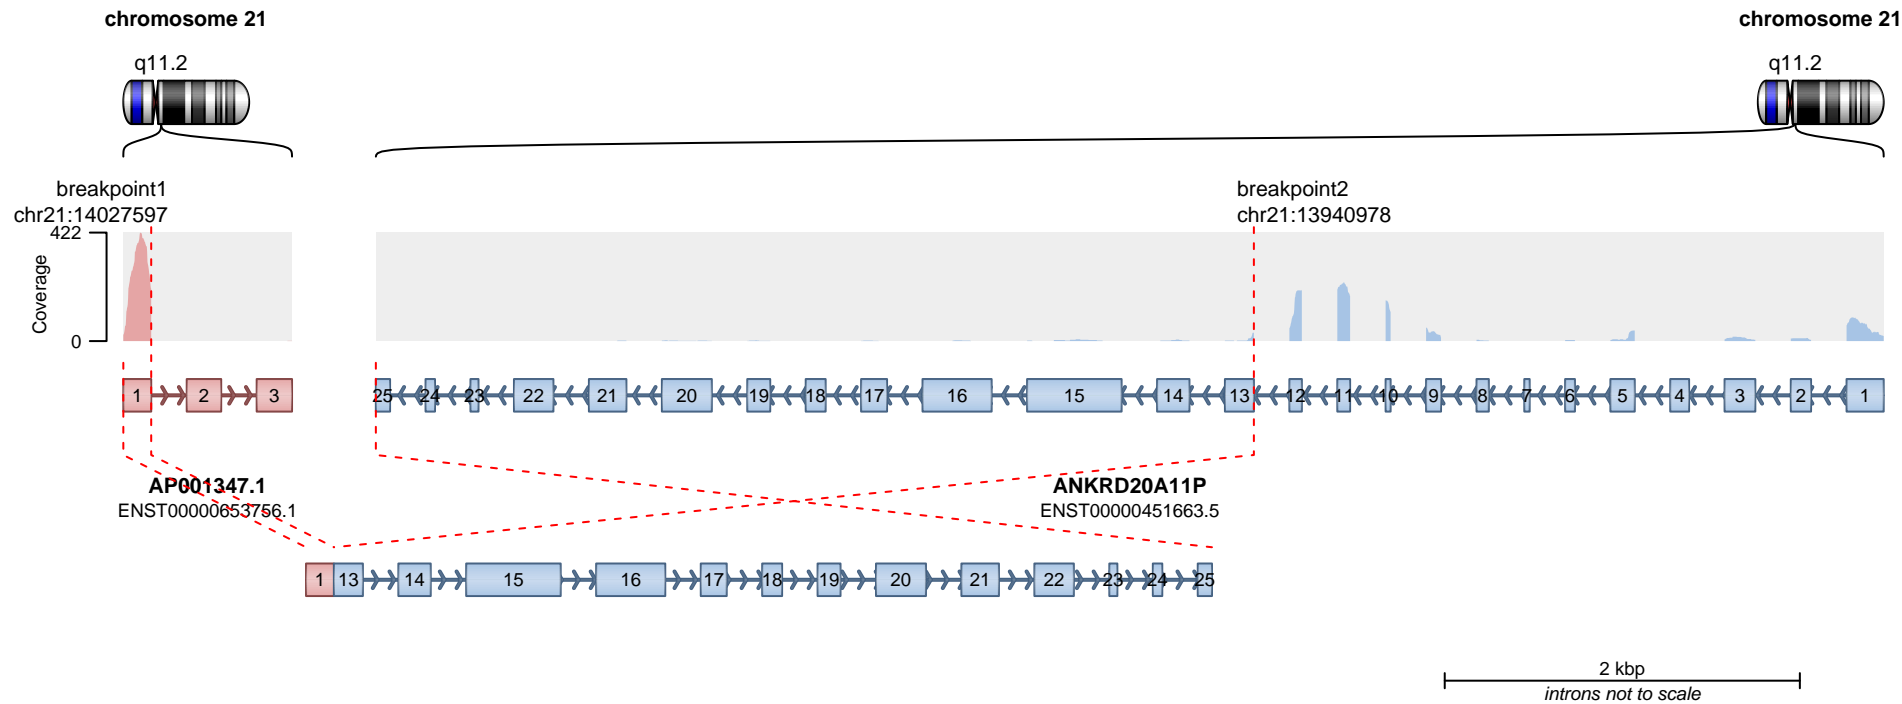 chromosome 21
chromosome 21
q11.2
q11.2
breakpoint1
chr21:14027597
breakpoint2
chr21:13940978
422
Coverage
0
1 2 3
25 24 23 22 21 20 19 18 17 16 15 14 13 12 11 10 9 8 7 6 5 4 3 2 1
AP001347.1
ENST00000653756.1
ANKRD20A11P
ENST00000451663.5
1 13 14 15 16 17 18 19 20 21 22 23 24 25
2 kbp
introns not to scale